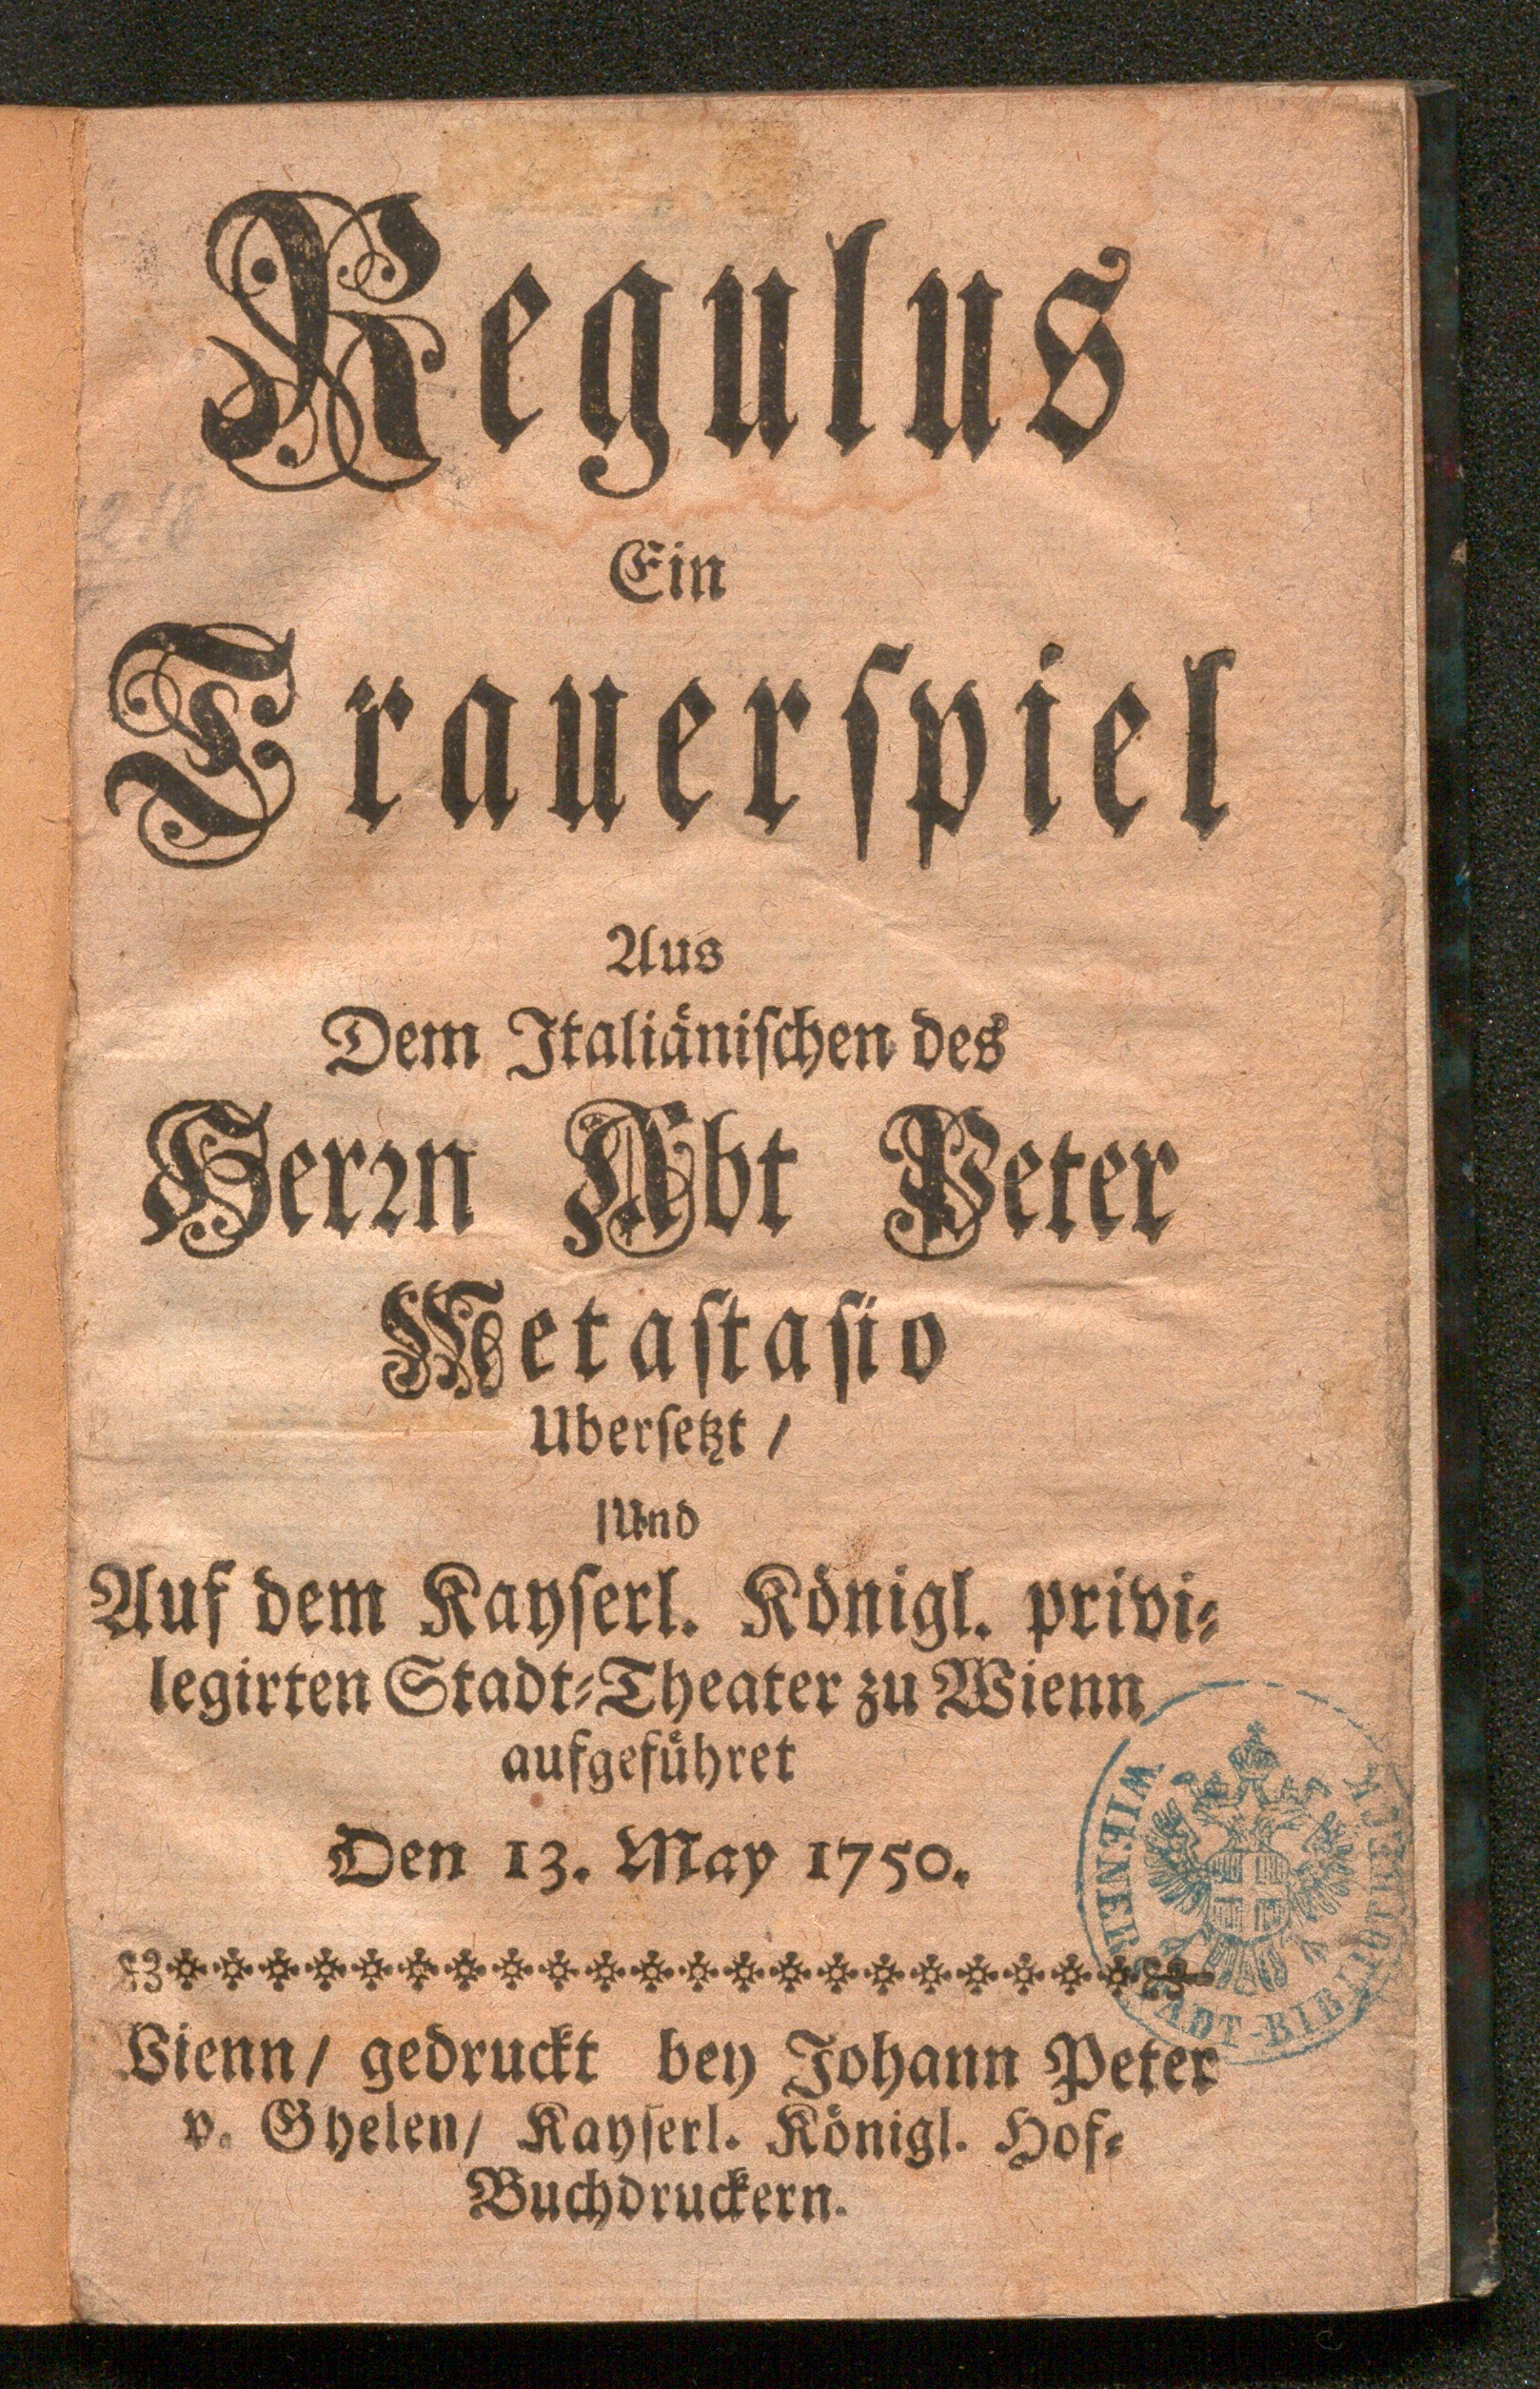 Regulus
Ein
Trauerſpiel
Aus
Dem Italiäniſchen des
Herrn Abt Peter
Metaſtaſio
Uberſetzt /
Und
Auf dem Kayſerl. Königl. privi-
legirten Stadt-Theater zu Wienn
aufgeführet
Den 13. May 1750.
Wienn / gedruckt bey Johann Peter
v. Ghelen / Kayſerl. Königl. Hof-
Buchdruckern.
WIENER STADT-BIBLIOTHEK